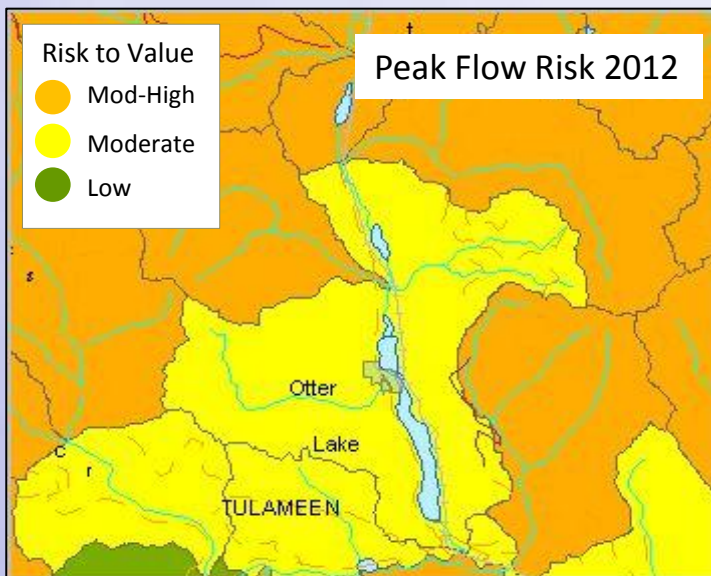 Risk to Value
Mod-High
Moderate
Low
Peak Flow Risk 2012
t
s
Otter
Lake
C
r
TULAMEEN